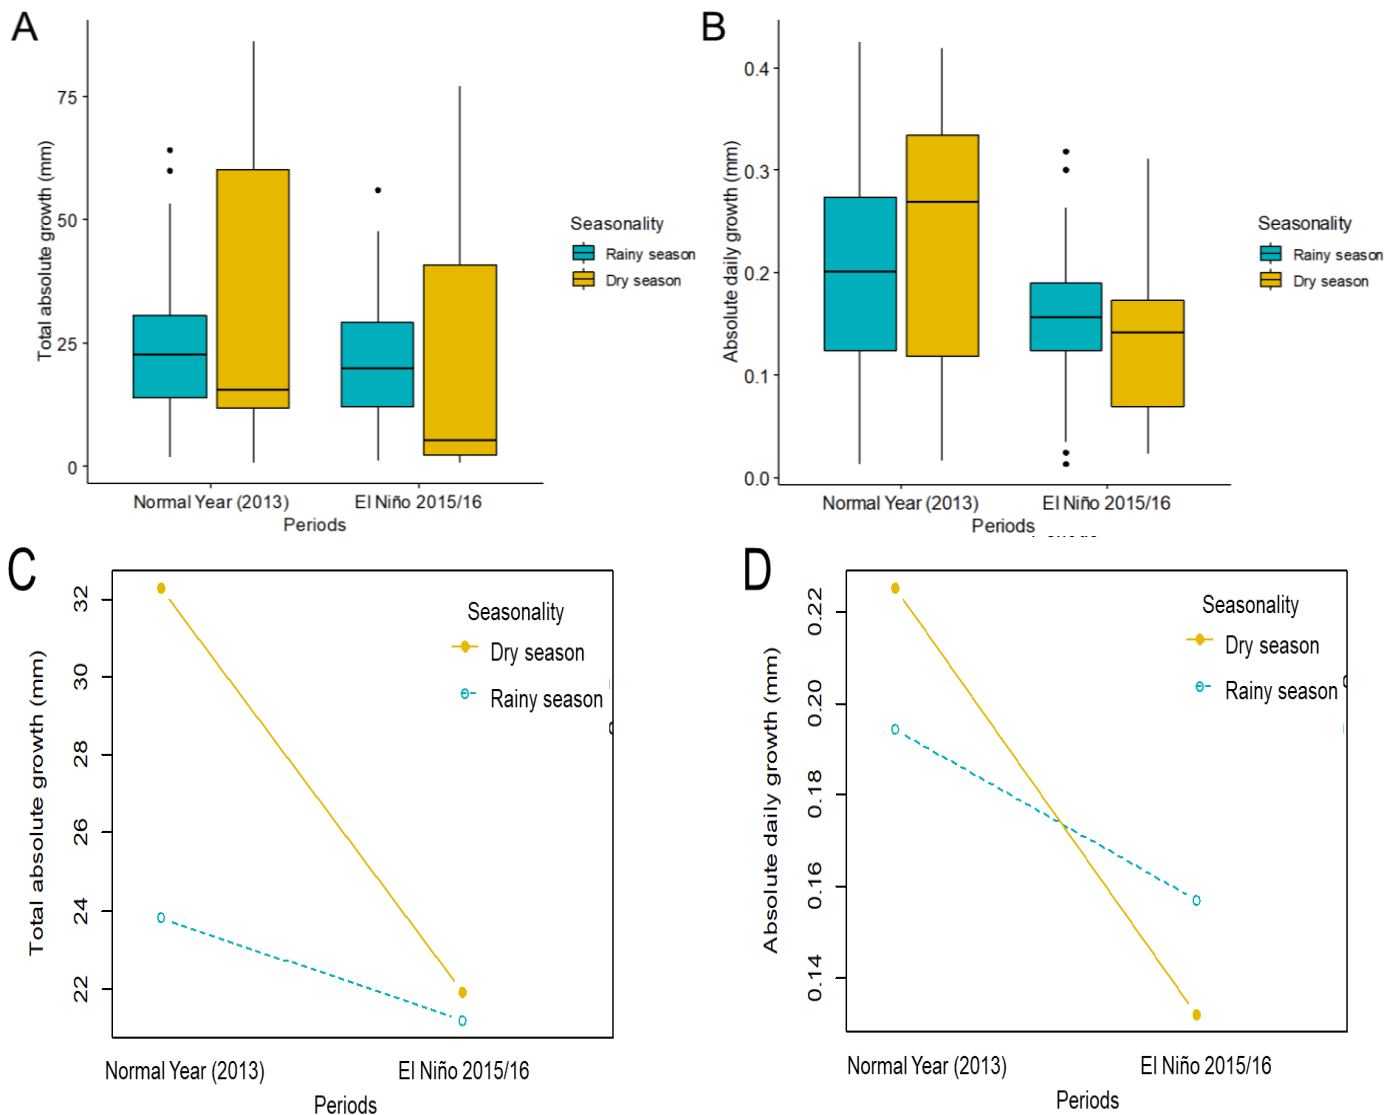 A
Total absolute growth (mm)
75
50
25
0
Normal Year (2013)
El Niño 2015/16
Periods
Seasonality
Rainy season
Dry season
B
Absolute daily growth (mm)
0.4
0.3
0.2
0.1
0.0
Normal Year (2013)
El Niño 2015/16
Periods
Seasonality
Rainy season
Dry season
C
Total absolute growth (mm)
32
30
28
26
24
22
Seasonality
Dry season
Rainy season
Normal Year (2013)
El Niño 2015/16
Periods
D
Absolute daily growth (mm)
0.22
0.20
0.18
0.16
0.14
Seasonality
Dry season
Rainy season
Normal Year (2013)
El Niño 2015/16
Periods